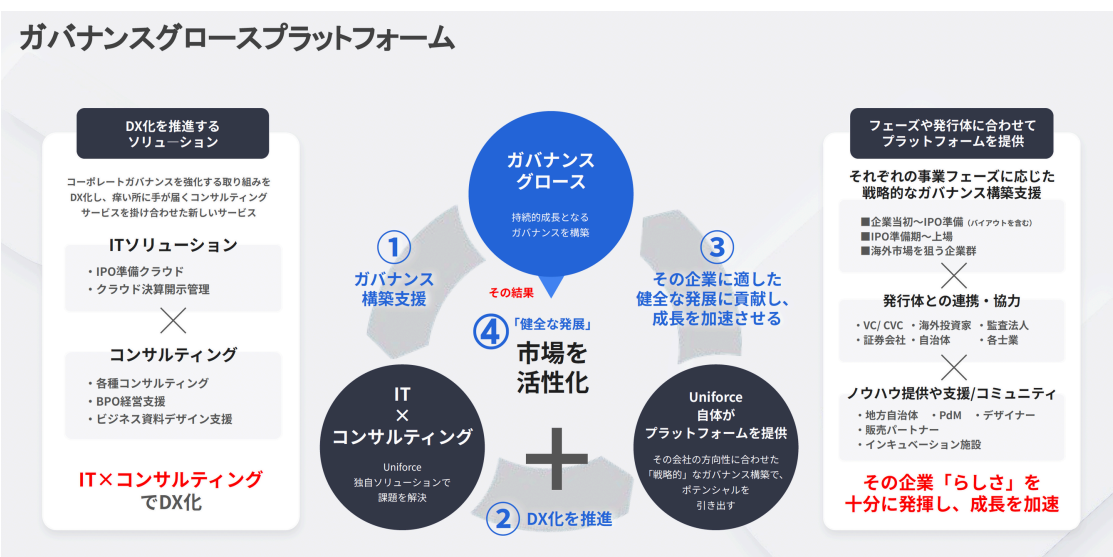 ガバナンスグロースプラットフォーム
DX化を推進する
ソリューション
コーポレートガバナンスを強化する取り組みを
DX化し、痒い所に手が届くコンサルティング
サービスを掛け合わせた新しいサービス
ITソリューション
・IPO準備クラウド
・クラウド決算開示管理
コンサルティング
・各種コンサルティング
・BPO経営支援
・ビジネス資料デザイン支援
IT×コンサルティング
でDX化
ガバナンス
グロース
持続的成長となる
ガバナンスを構築
①
ガバナンス
構築支援
その結果
④「健全な発展」
市場を
活性化
③
その企業に適した
健全な発展に貢献し、
成長を加速させる
IT
×
コンサルティング
Uniforce
独自ソリューションで
課題を解決
② DX化を推進
Uniforce
自体が
プラットフォームを提供
その会社の方向性に合わせた
「戦略的」なガバナンス構築で、
ポテンシャルを
引き出す
フェーズや発行体に合わせて
プラットフォームを提供
それぞれの事業フェーズに応じた
戦略的なガバナンス構築支援
■企業当初〜IPO準備（バイアウトを含む）
■IPO準備期〜上場
■海外市場を狙う企業群
発行体との連携・協力
・VC/ CVC ・海外投資家 ・監査法人
・証券会社 ・自治体 ・各士業
ノウハウ提供や支援/コミュニティ
・地方自治体 ・PdM ・デザイナー
・販売パートナー
・インキュベーション施設
その企業「らしさ」を
十分に発揮し、成長を加速